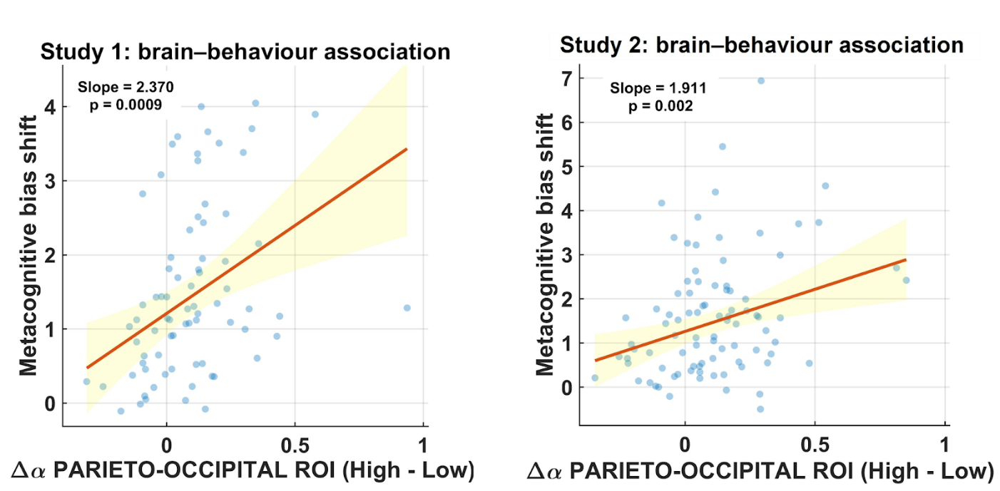 Study 1: brain–behaviour association
Slope = 2.370
p = 0.0009
Metacognitive bias shift
4
3
2
1
0
0
0.5
1
Δα PARIETO-OCCIPITAL ROI (High - Low)
Study 2: brain–behaviour association
Slope = 1.911
p = 0.002
Metacognitive bias shift
7
6
5
4
3
2
1
0
0
0.5
1
Δα PARIETO-OCCIPITAL ROI (High - Low)